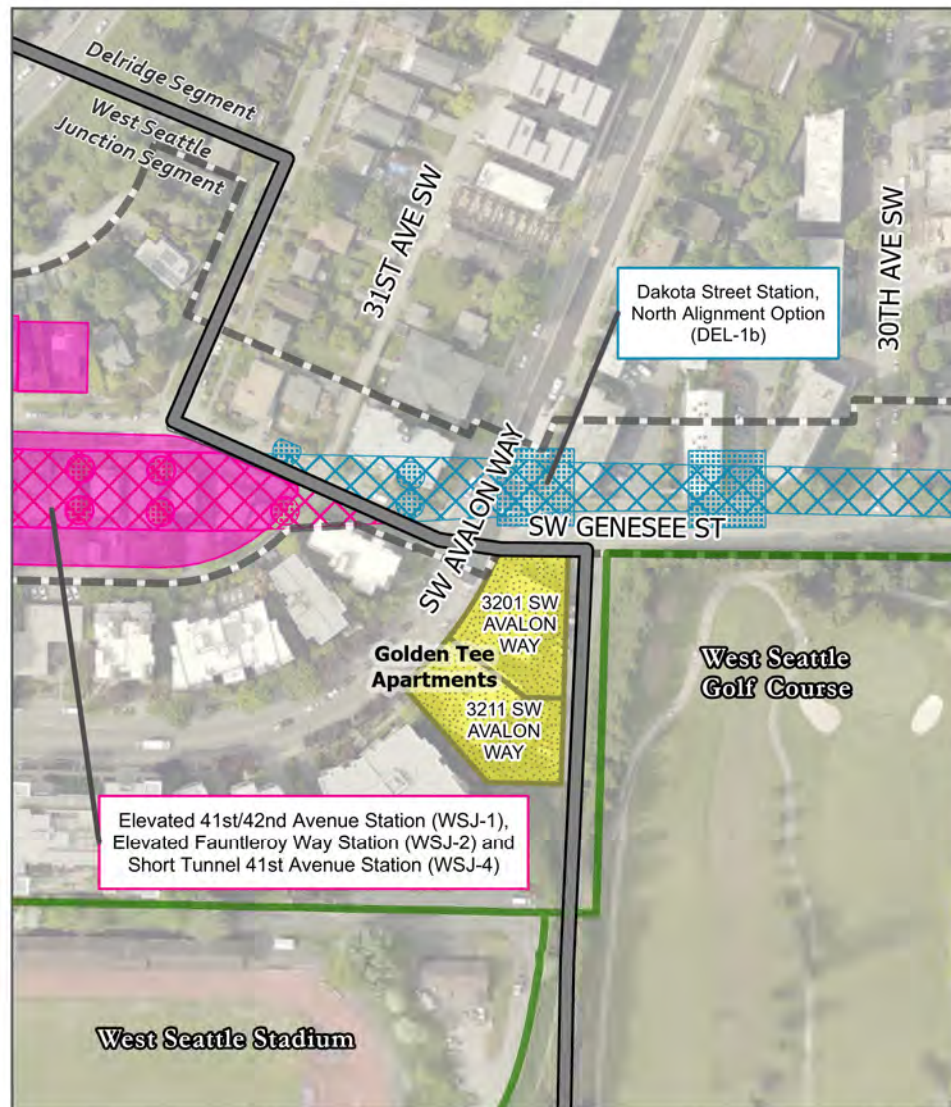 Delridge Segment
West Seattle
Junction Segment
31ST AVE SW
30TH AVE SW
Dakota Street Station,
North Alignment Option
(DEL-1b)
SW AVALON WAY
SW GENESEE ST
3201 SW
AVALON
WAY
Golden Tee
Apartments
3211 SW
AVALON
WAY
West Seattle
Golf Course
Elevated 41st/42nd Avenue Station (WSJ-1),
Elevated Fauntleroy Way Station (WSJ-2) and
Short Tunnel 41st Avenue Station (WSJ-4)
West Seattle Stadium